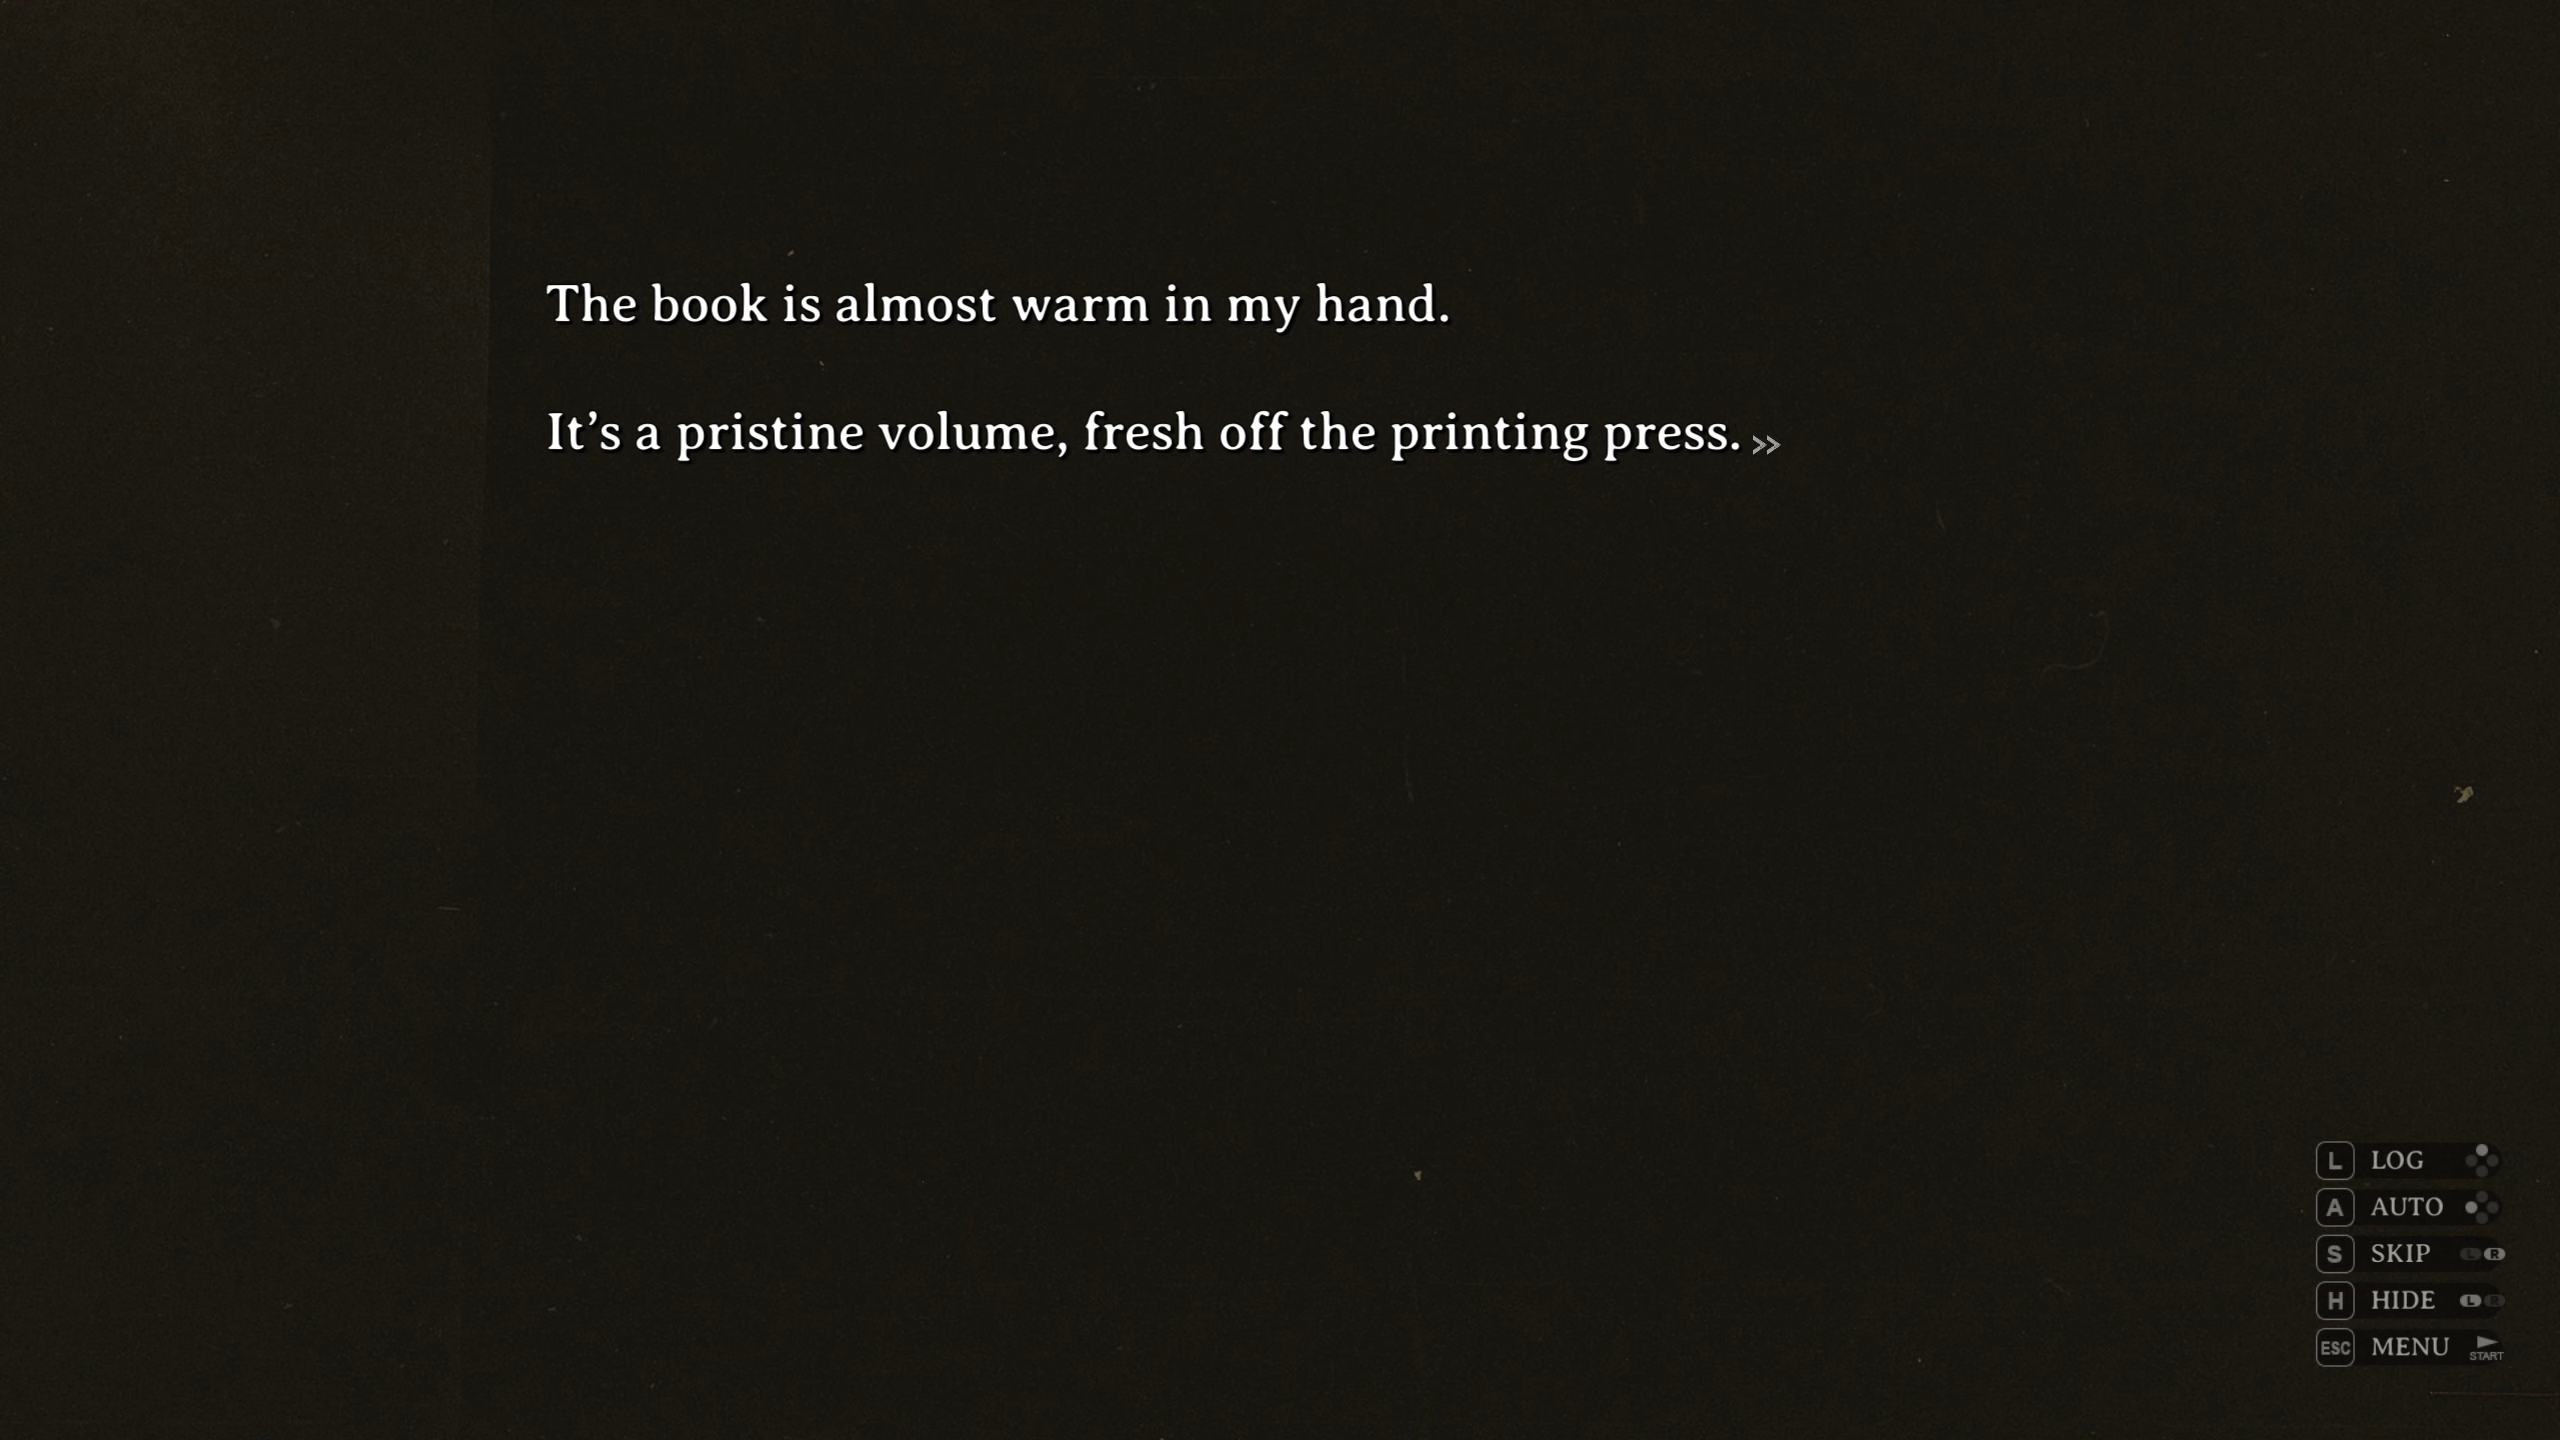 The book is almost warm in my hand.
It’s a pristine volume, fresh off the printing press. »
L LOG
A AUTO
S SKIP L R
H HIDE L R
ESC MENU START